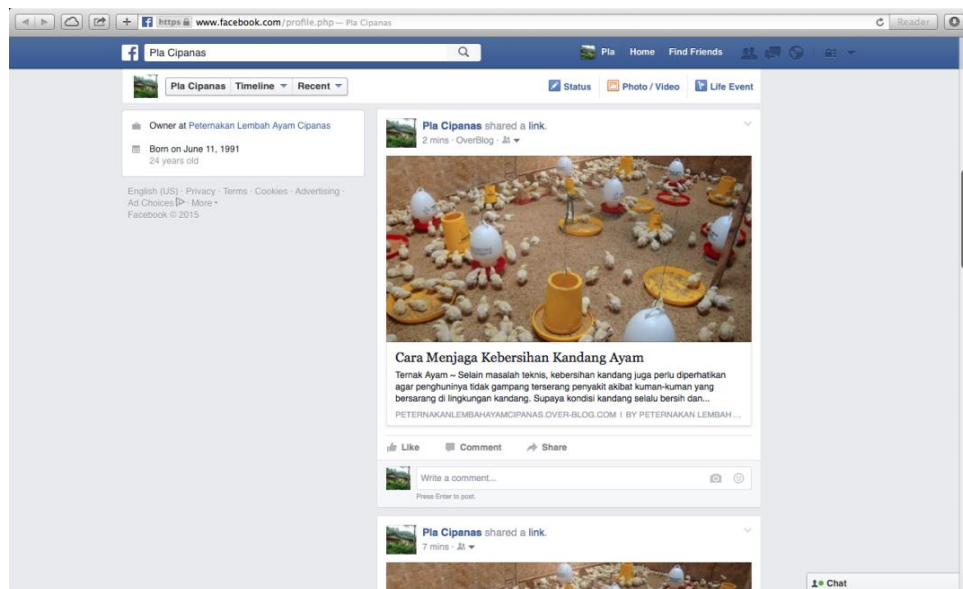 https www.facebook.com/profile.php — Pla Cipanas
Reader
Pla Cipanas
Pla Home Find Friends
Pla Cipanas Timeline Recent
Status Photo / Video Life Event
Owner at Peternakan Lembah Ayam Cipanas
Born on June 11, 1991
24 years old
English (US) · Privacy · Terms · Cookies · Advertising ·
Ad Choices · More
Facebook © 2015
Pla Cipanas shared a link.
2 mins · OverBlog ·
Cara Menjaga Kebersihan Kandang Ayam
Ternak Ayam ~ Selain masalah teknis, kebersihan kandang juga perlu diperhatikan
agar penghuninya tidak gampang terserang penyakit akibat kuman-kuman yang
bersarang di lingkungan kandang. Supaya kondisi kandang selalu bersih dan...
PETERNAKANLEMBAHAYAMCIPANAS.OVER-BLOG.COM | BY PETERNAKAN LEMBAH ...
Like Comment Share
Write a comment...
Press Enter to post.
Pla Cipanas shared a link.
7 mins ·
Chat